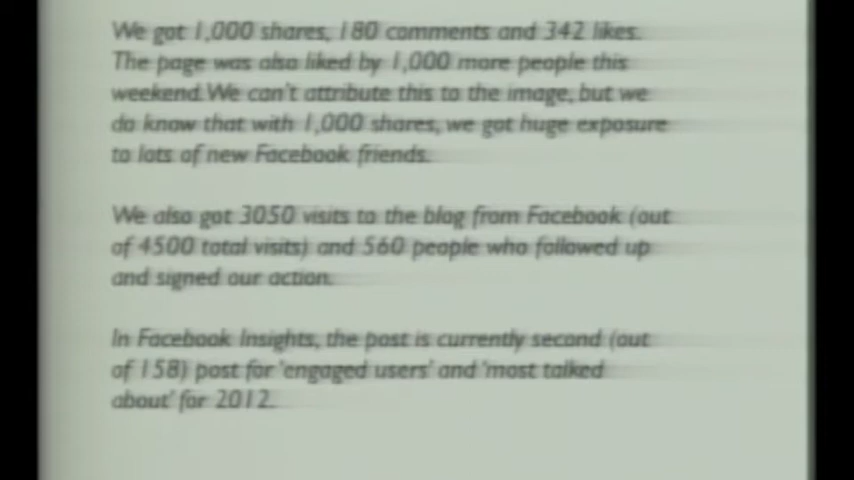 We got 1,000 shares, 180 comments and 342 likes.
The page was also liked by 1,000 more people this
weekend. We can't attribute this to the image, but we
do know that with 1,000 shares, we got huge exposure
to lots of new Facebook friends.
We also got 3050 visits to the blog from Facebook (out
of 4500 total visits) and 560 people who followed up
and signed our action.
In Facebook Insights, the post is currently second (out
of 158) post for 'engaged users' and 'most talked
about' for 2012.